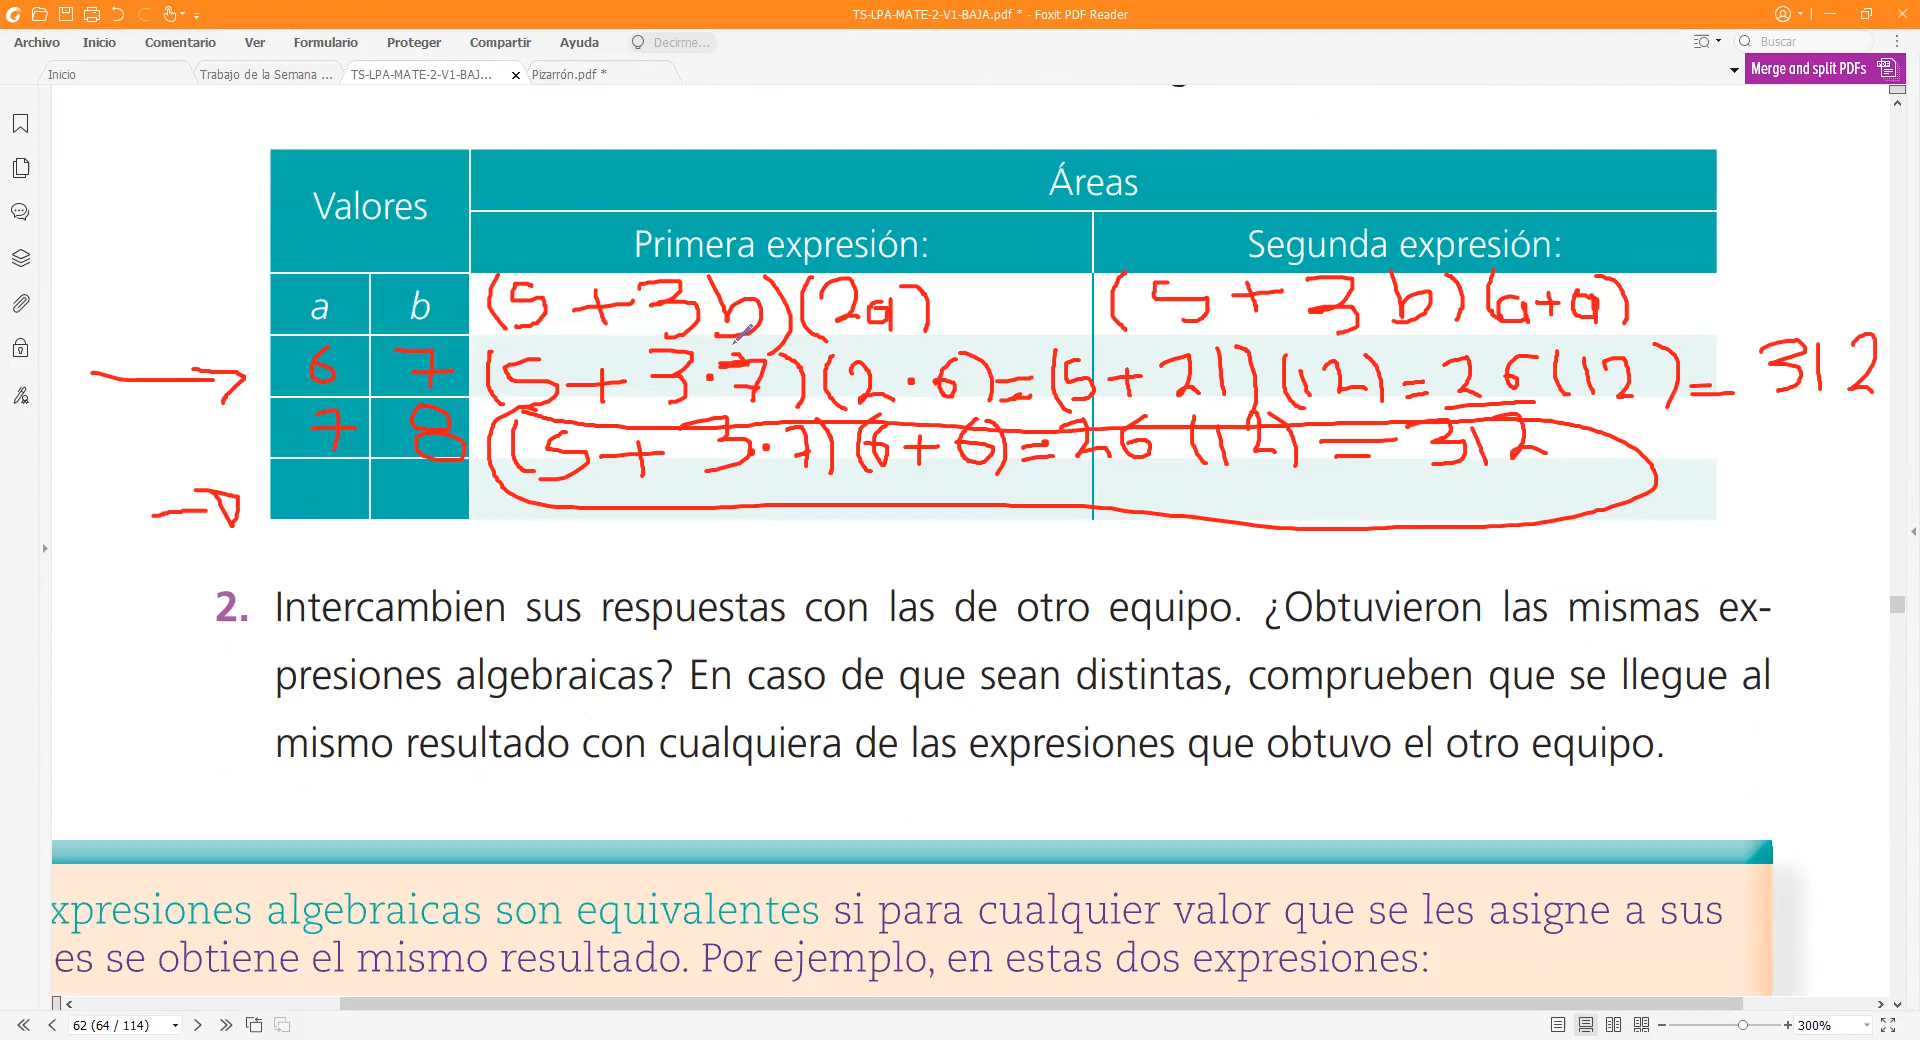 TS-LPA-MATE-2-V1-BAJA.pdf * - Foxit PDF Reader
Archivo Inicio Comentario Ver Formulario Proteger Compartir Ayuda Decirme... Buscar
Inicio Trabajo de la Semana ... TS-LPA-MATE-2-V1-BAJ... Pizarrón.pdf * Merge and split PDFs
Valores Áreas
Primera expresión: Segunda expresión:
a b (5+3b)(2a) (5+3b)(a+a)
6 7 (5+3·7)(2·6)=(5+21)(12)=26(12)=312
7 8 (5+3·7)(6+6)=26(12)=312
2. Intercambien sus respuestas con las de otro equipo. ¿Obtuvieron las mismas ex-
presiones algebraicas? En caso de que sean distintas, comprueben que se llegue al
mismo resultado con cualquiera de las expresiones que obtuvo el otro equipo.
xpresiones algebraicas son equivalentes si para cualquier valor que se les asigne a sus
es se obtiene el mismo resultado. Por ejemplo, en estas dos expresiones:
62 (64 / 114) 300%